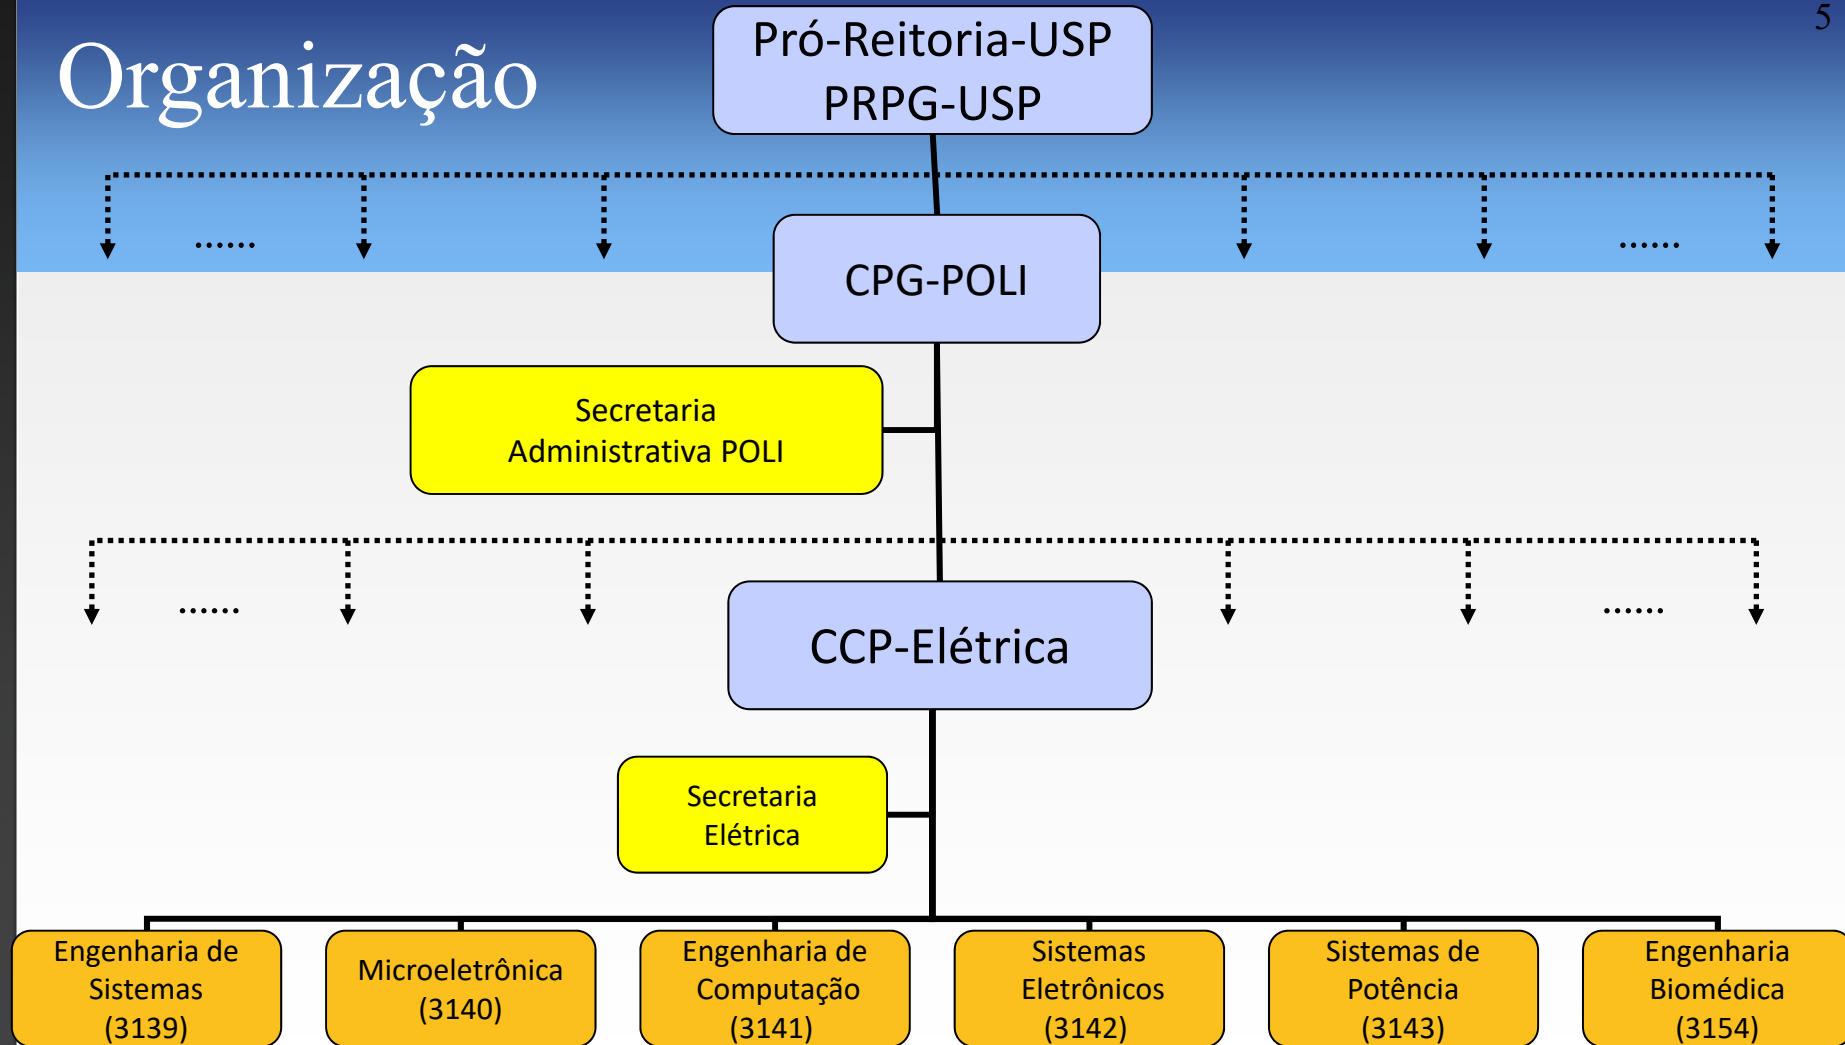 5
Organização
Pró-Reitoria-USP
PRPG-USP
......
......
CPG-POLI
Secretaria
Administrativa POLI
......
......
CCP-Elétrica
Secretaria
Elétrica
Engenharia de
Sistemas
(3139)
Microeletrônica
(3140)
Engenharia de
Computação
(3141)
Sistemas
Eletrônicos
(3142)
Sistemas de
Potência
(3143)
Engenharia
Biomédica
(3154)